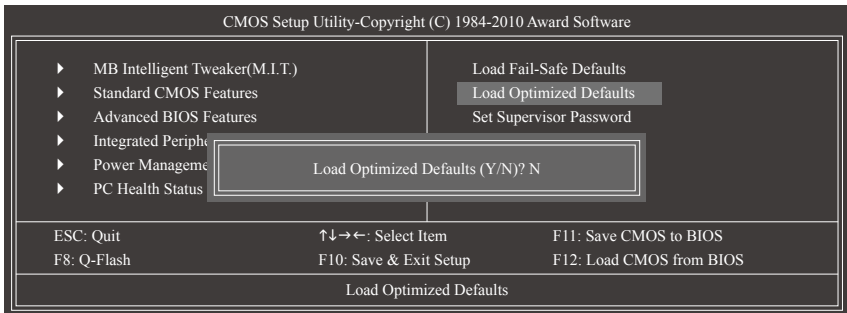 CMOS Setup Utility-Copyright (C) 1984-2010 Award Software
MB Intelligent Tweaker(M.I.T.)
Standard CMOS Features
Advanced BIOS Features
Integrated Periphe
Power Manageme
PC Health Status
Load Fail-Safe Defaults
Load Optimized Defaults
Set Supervisor Password
Load Optimized Defaults (Y/N)? N
ESC: Quit ↑↓→←: Select Item F11: Save CMOS to BIOS
F8: Q-Flash F10: Save & Exit Setup F12: Load CMOS from BIOS
Load Optimized Defaults